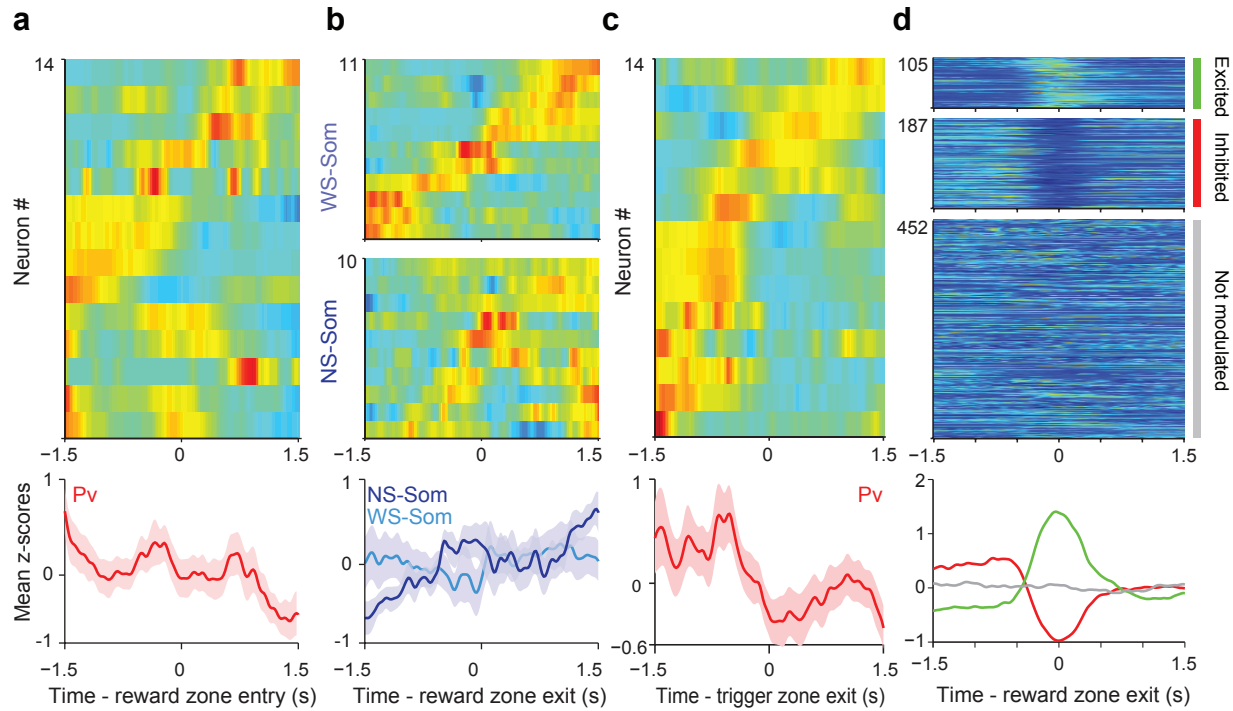 a
b
c
d
14
Neuron #
−1.5
0
1.5
1
0
-1
Mean z-scores
Pv
−1.5
0
1.5
Time - reward zone entry (s)
11
WS-Som
10
NS-Som
−1.5
0
1.5
1
0
-1
NS-Som
WS-Som
−1.5
0
1.5
Time - reward zone exit (s)
14
Neuron #
−1.5
0
1.5
1
0
−0.6
Pv
−1.5
0
1.5
Time - trigger zone exit (s)
105
Excited
187
Inhibited
452
Not modulated
−1.5
0
1.5
2
1
0
−1
−1.5
0
1.5
Time - reward zone exit (s)